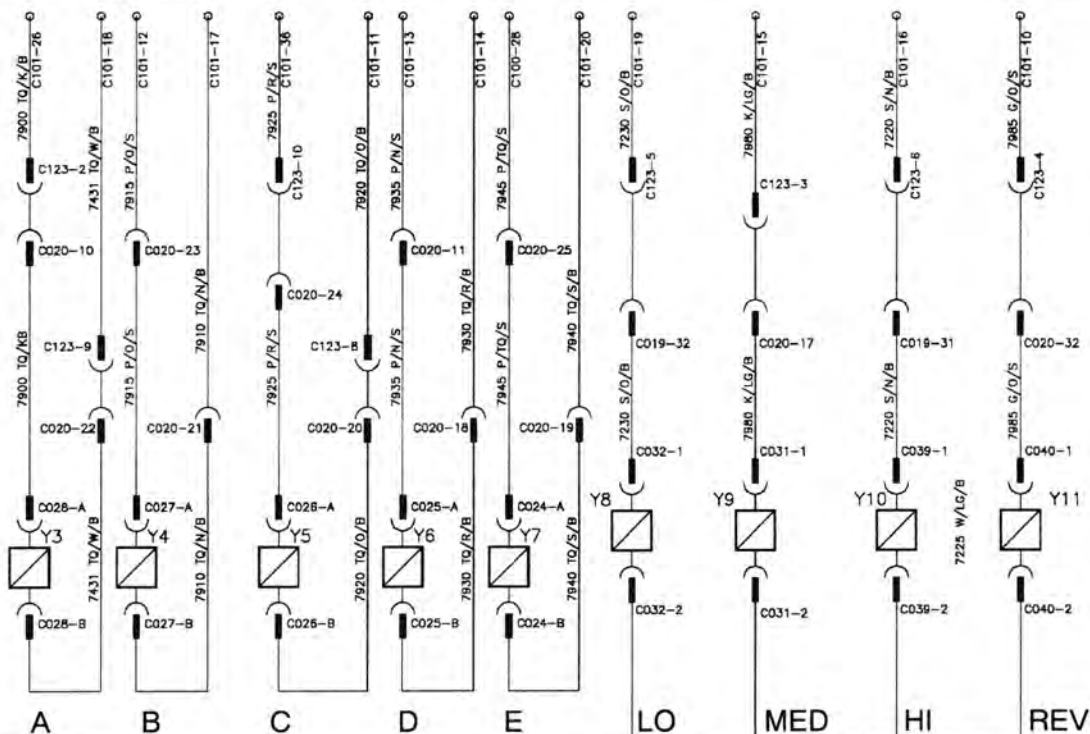 C101-26
C101-18
C101-12
C101-17
C101-36
C101-11
C101-13
C101-14
C100-28
C101-20
C101-19
C101-15
C101-16
C101-10
7900 TQ/K/B
7431 TQ/W/B
7915 P/O/S
7925 P/R/S
7920 TQ/O/B
7935 P/N/S
7945 P/TQ/S
7230 S/O/B
7980 K/LG/B
7220 S/N/B
7985 G/O/S
C123-2
C123-10
C123-5
C123-3
C123-6
C123-4
C020-10
C020-23
C020-24
C020-11
C020-25
7910 TQ/N/B
7930 TQ/R/B
7940 TQ/S/B
C123-9
C123-8
C019-32
C020-17
C019-31
C020-32
7900 TQ/KB
7915 P/O/S
7925 P/R/S
7935 P/N/S
7945 P/TQ/S
7230 S/O/B
7980 K/LG/B
7220 S/N/B
7985 G/O/S
C020-22
C020-21
C020-20
C020-18
C020-19
C032-1
C031-1
C039-1
C040-1
C028-A
C027-A
C026-A
C025-A
C024-A
Y3
Y4
Y5
Y6
Y7
Y8
Y9
Y10
Y11
7431 TQ/W/B
7910 TQ/N/B
7920 TQ/O/B
7930 TQ/R/B
7940 TQ/S/B
7225 W/LG/B
C028-B
C027-B
C026-B
C025-B
C024-B
C032-2
C031-2
C039-2
C040-2
A B C D E LO MED HI REV